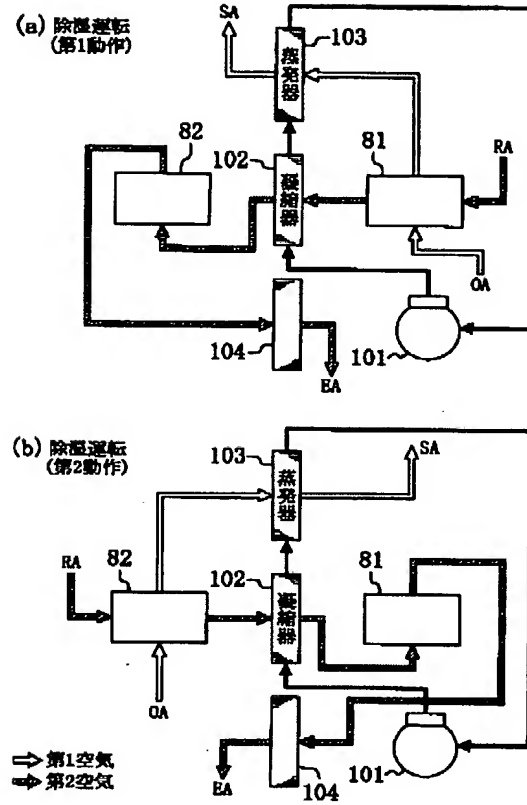 (a) 除湿運転
(第1動作)
SA
103
蒸発器
82
102
凝縮器
81
RA
OA
104
EA
101
(b) 除湿運転
(第2動作)
103
蒸発器
SA
RA
82
102
凝縮器
81
OA
EA
104
101
第1空気
第2空気